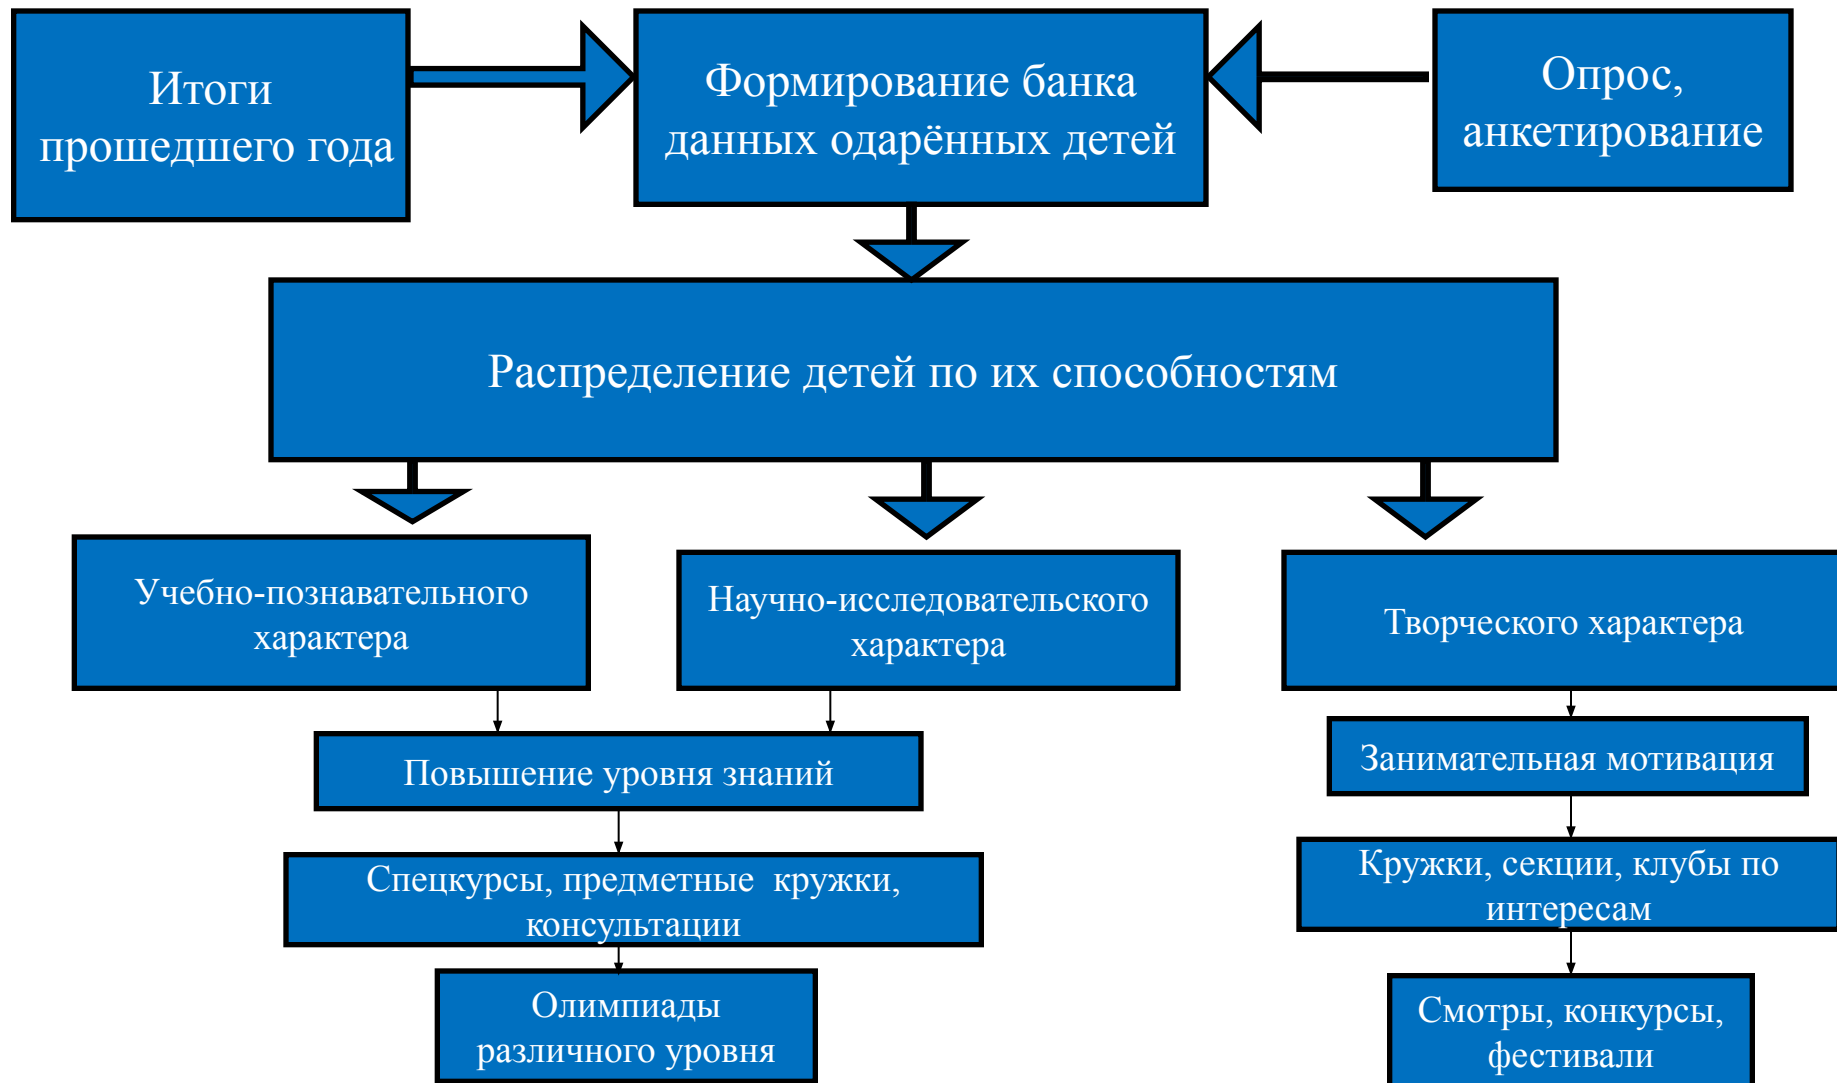 Итоги
прошедшего года
Формирование банка
данных одарённых детей
Опрос,
анкетирование
Распределение детей по их способностям
Учебно-познавательного
характера
Научно-исследовательского
характера
Творческого характера
Повышение уровня знаний
Занимательная мотивация
Спецкурсы, предметные  кружки,
консультации
Кружки, секции, клубы по
интересам
Олимпиады
различного уровня
Смотры, конкурсы,
фестивали